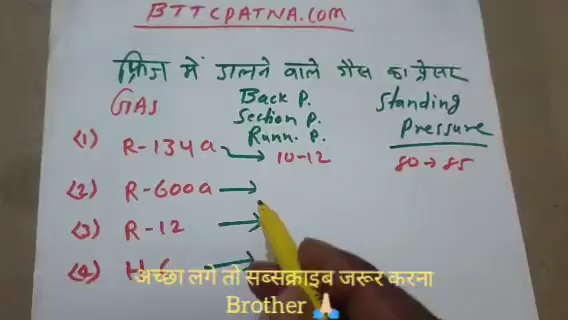 BTTCPATNA.COM
फ्रिज में डालने वाले गैस का प्रेसर
GAS Back P. Standing
Section P. Pressure
Runn. P.
(1) R-134a → 10-12 80→85
(2) R-600a →
(3) R-12 →
(4) H →
अच्छा लगे तो सब्सक्राइब जरूर करना
Brother 🙏🏻